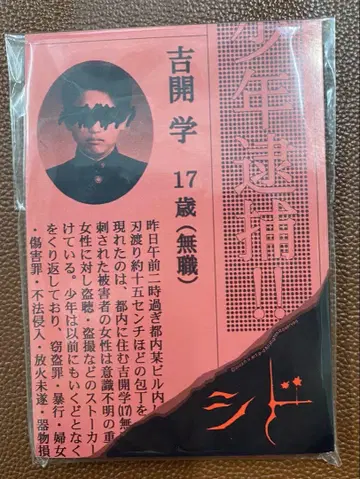 少年逮捕!!
吉開学 17歳(無職)
昨日午前二時過ぎ都内某ビル内
刃渡り約十五センチほどの包丁を
現れたのは、都内に住む吉開学(17)無
刺された被害者の女性は意識不明の重
女性に対し盗聴・盗撮などのストーカー
けている。少年は以前にもいくどとなく
をくり返しており、窃盗罪・暴行・婦女
・傷害罪・不法侵入・放火未遂・器物損
シド